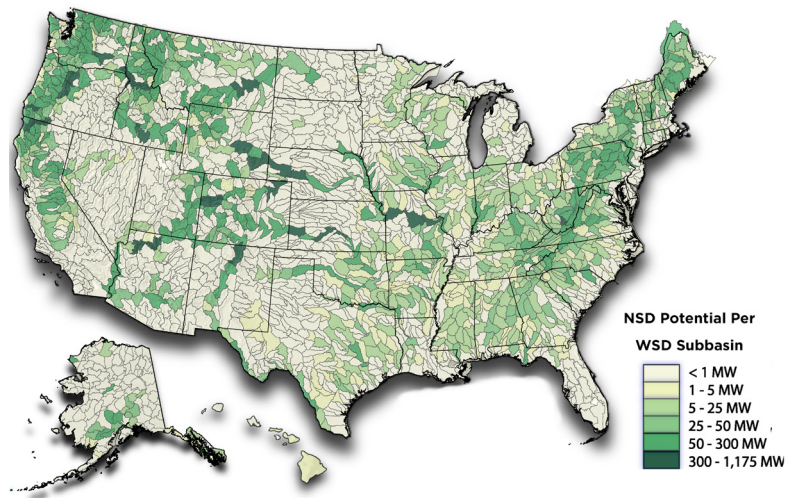 NSD Potential Per
WSD Subbasin
< 1 MW
1 - 5 MW
5 - 25 MW
25 - 50 MW
50 - 300 MW
300 - 1,175 MW